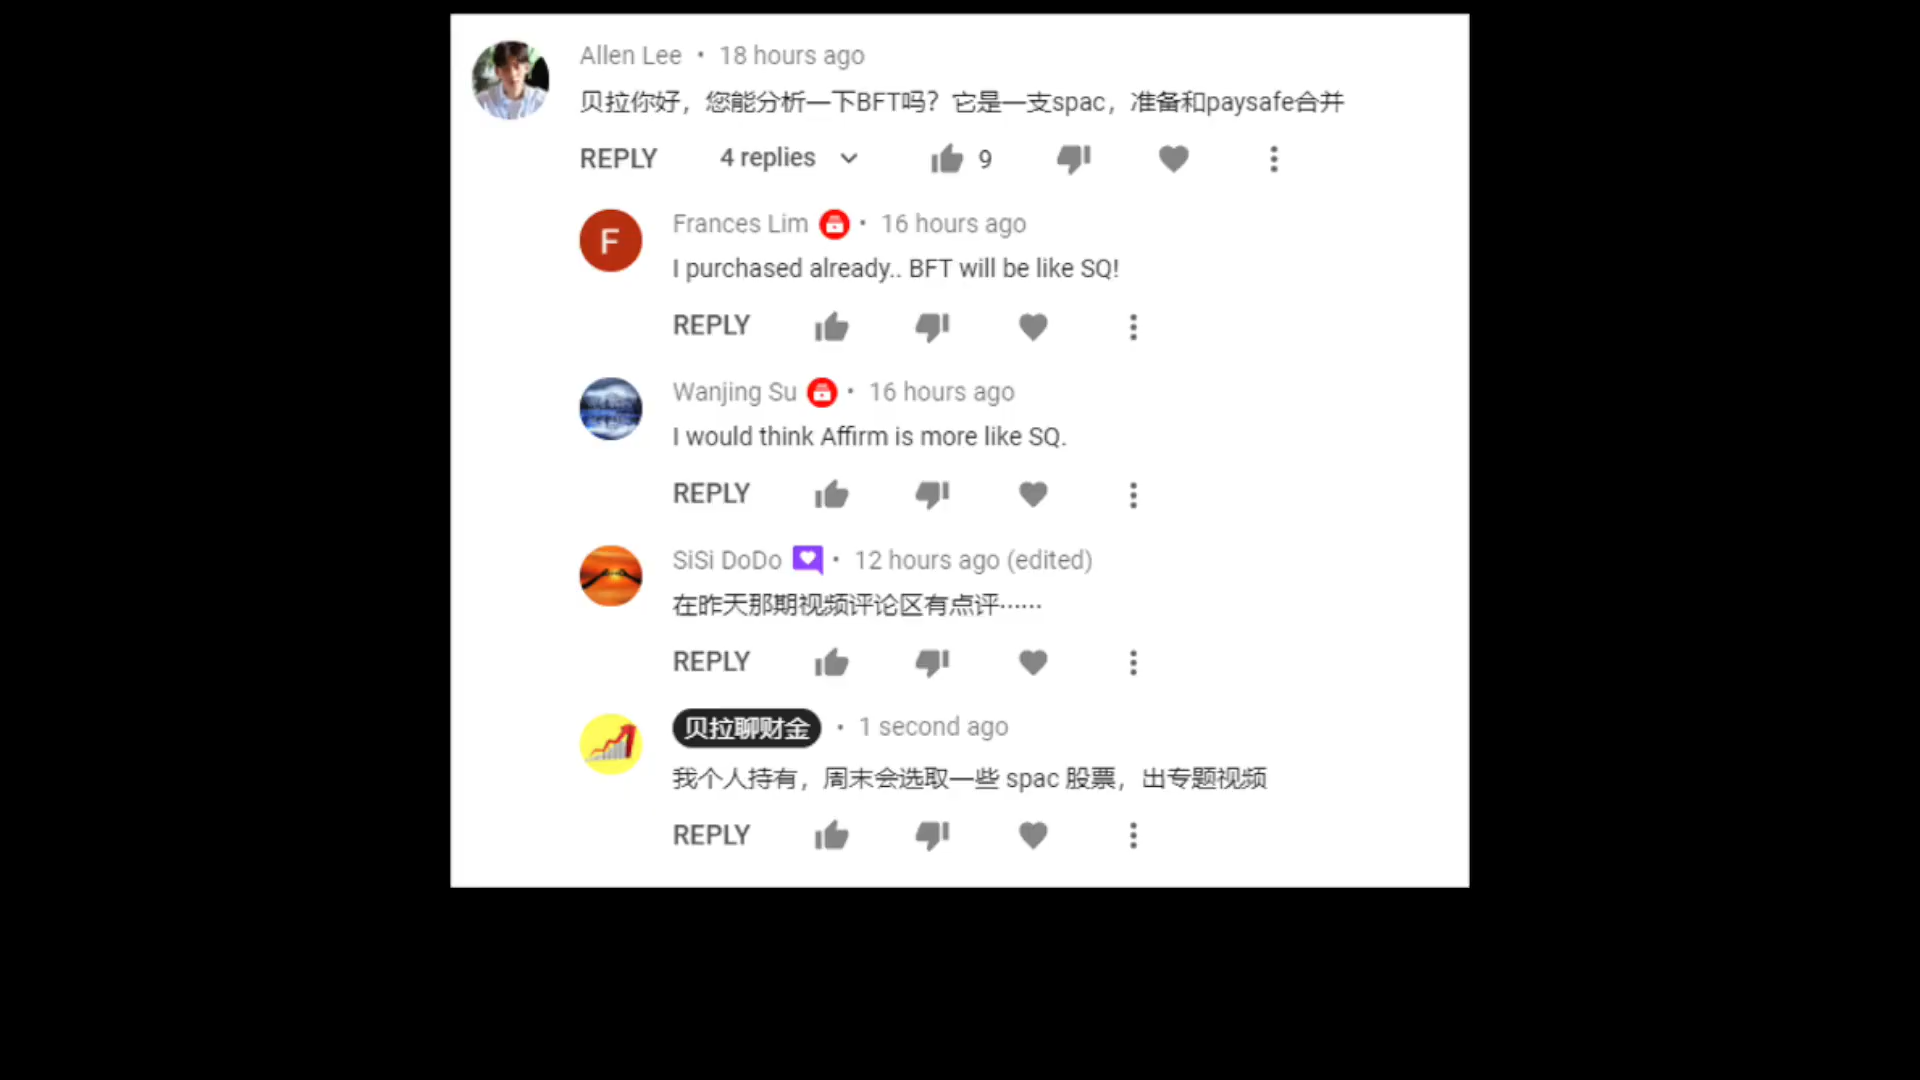 Allen Lee • 18 hours ago
贝拉你好，您能分析一下BFT吗？它是一支spac，准备和paysafe合并
REPLY 4 replies 9
F
Frances Lim • 16 hours ago
I purchased already.. BFT will be like SQ!
REPLY
Wanjing Su • 16 hours ago
I would think Affirm is more like SQ.
REPLY
SiSi DoDo • 12 hours ago (edited)
在昨天那期视频评论区有点评……
REPLY
贝拉聊财金 • 1 second ago
我个人持有，周末会选取一些 spac 股票，出专题视频
REPLY